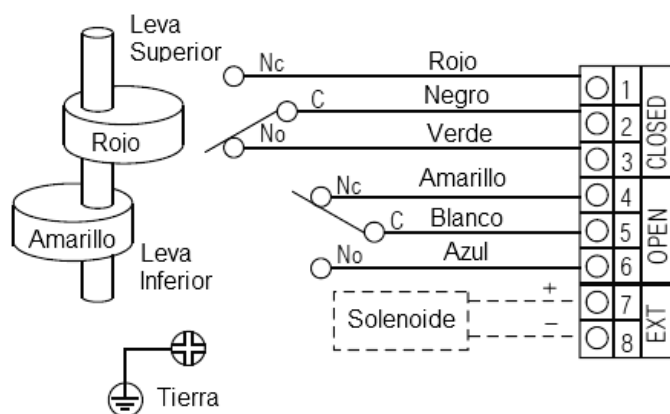 Leva
Superior
Rojo
Amarillo
Leva
Inferior
Tierra
Nc Rojo 1
C Negro 2
No Verde 3
CLOSED
Nc Amarillo 4
C Blanco 5
No Azul 6
OPEN
Solenoide
+ 7
− 8
EXT